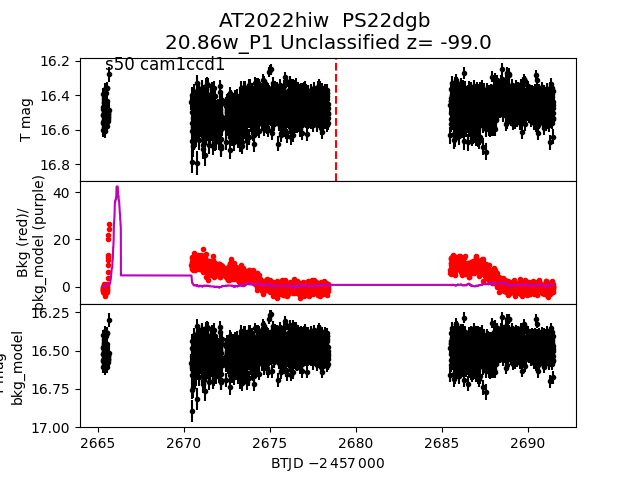 AT2022hiw PS22dgb
20.86w_P1 Unclassified z= -99.0
s50 cam1ccd1
16.2
16.4
16.6
16.8
T mag
40
20
0
Bkg (red)/
bkg_model (purple)
16.25
16.50
16.75
17.00
mag
bkg_model
2665
2670
2675
2680
2685
2690
BTJD −2 457 000